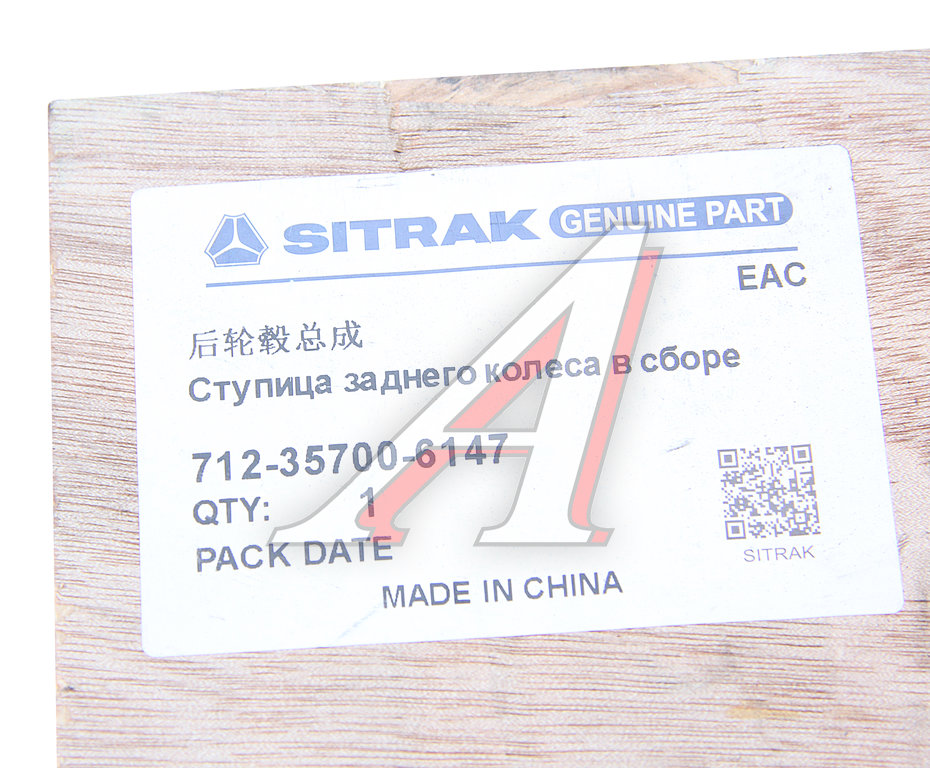 SITRAK GENUINE PART
EAC
后轮毂总成
Ступица заднего колеса в сборе
712-35700-6147
QTY: 1
PACK DATE
SITRAK
MADE IN CHINA
A